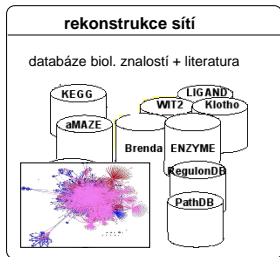 rekonstrukce sítí
databáze biol. znalostí + literatura
KEGG
LIGAND
WIT2
Klotho
aMAZE
Brenda
ENZYME
RegulonDB
PathDB